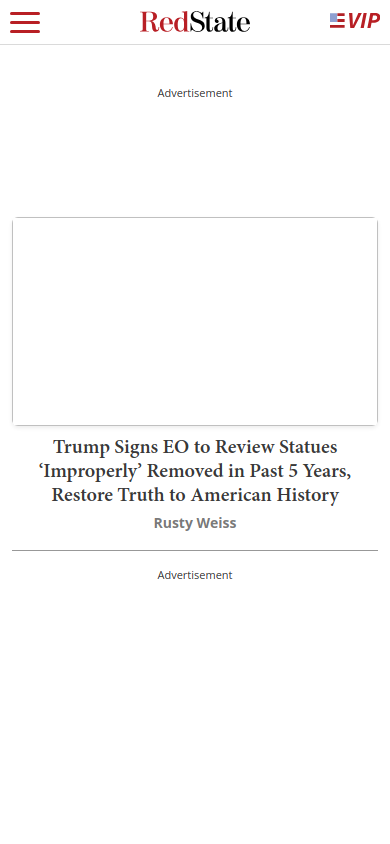 RedState
VIP
Advertisement
Trump Signs EO to Review Statues
‘Improperly’ Removed in Past 5 Years,
Restore Truth to American History
Rusty Weiss
Advertisement